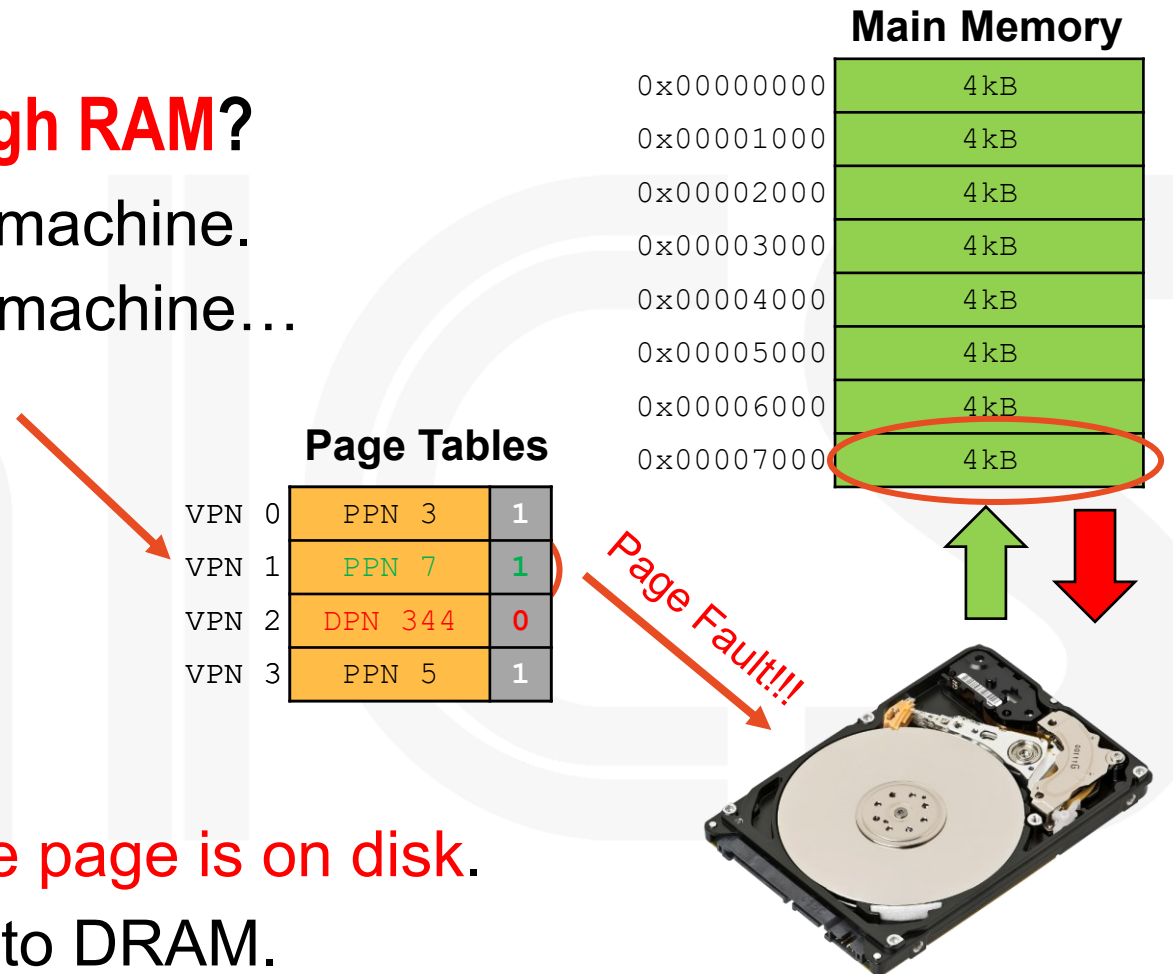 Main Memory
0x00000000 4kB
gh RAM?
0x00001000 4kB
machine.
0x00002000 4kB
0x00003000 4kB
machine…
0x00004000 4kB
0x00005000 4kB
0x00006000 4kB
Page Tables
0x00007000 4kB
VPN 0 PPN 3 1
VPN 1 PPN 7 1
VPN 2 DPN 344 0
VPN 3 PPN 5 1
Page Fault!!!
e page is on disk.
to DRAM.